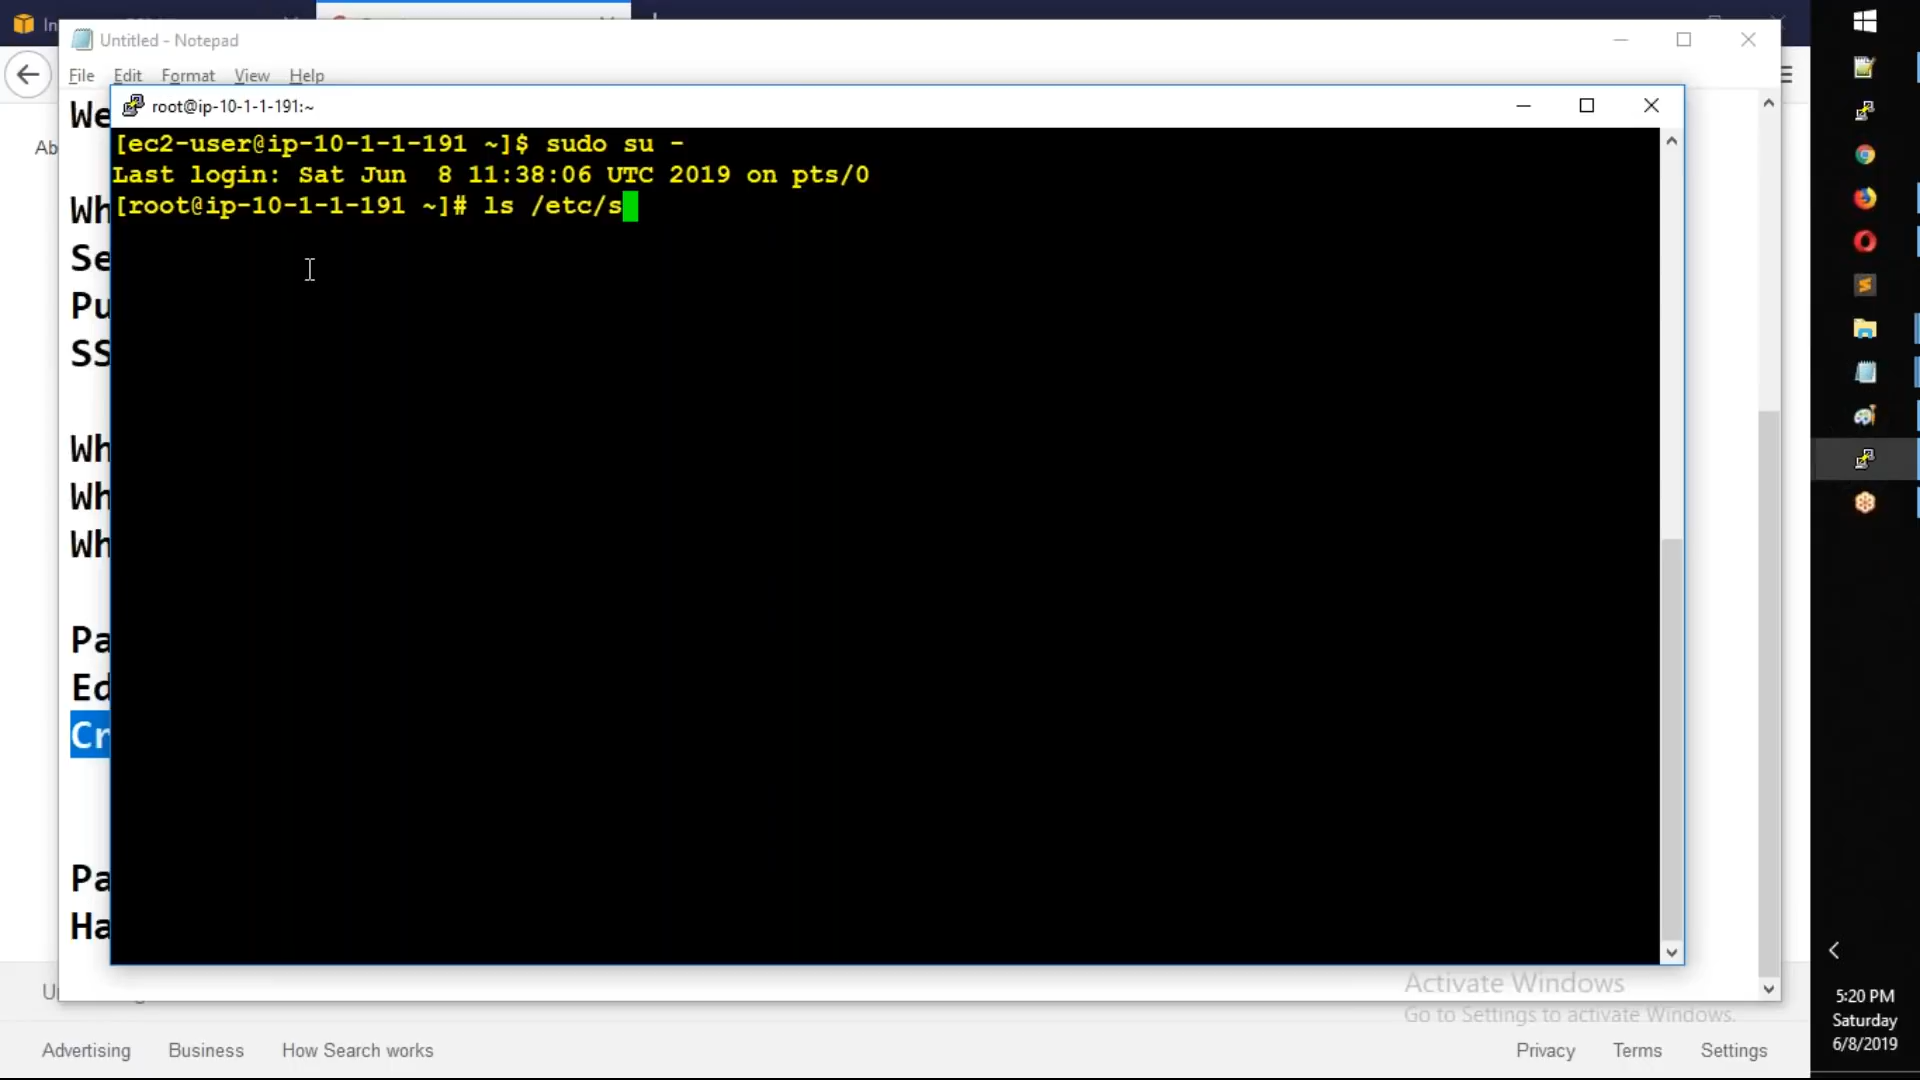 In
Untitled - Notepad
File Edit Format View Help
We
root@ip-10-1-1-191:~
[ec2-user@ip-10-1-1-191 ~]$ sudo su -
Last login: Sat Jun  8 11:38:06 UTC 2019 on pts/0
[root@ip-10-1-1-191 ~]# ls /etc/s
Ab
Wh
Se
Pu
SS
Wh
Wh
Wh
Pa
Ed
Cr
Pa
Ha
Activate Windows
Go to Settings to activate Windows.
Advertising Business How Search works Privacy Terms Settings
5:20 PM
Saturday
6/8/2019